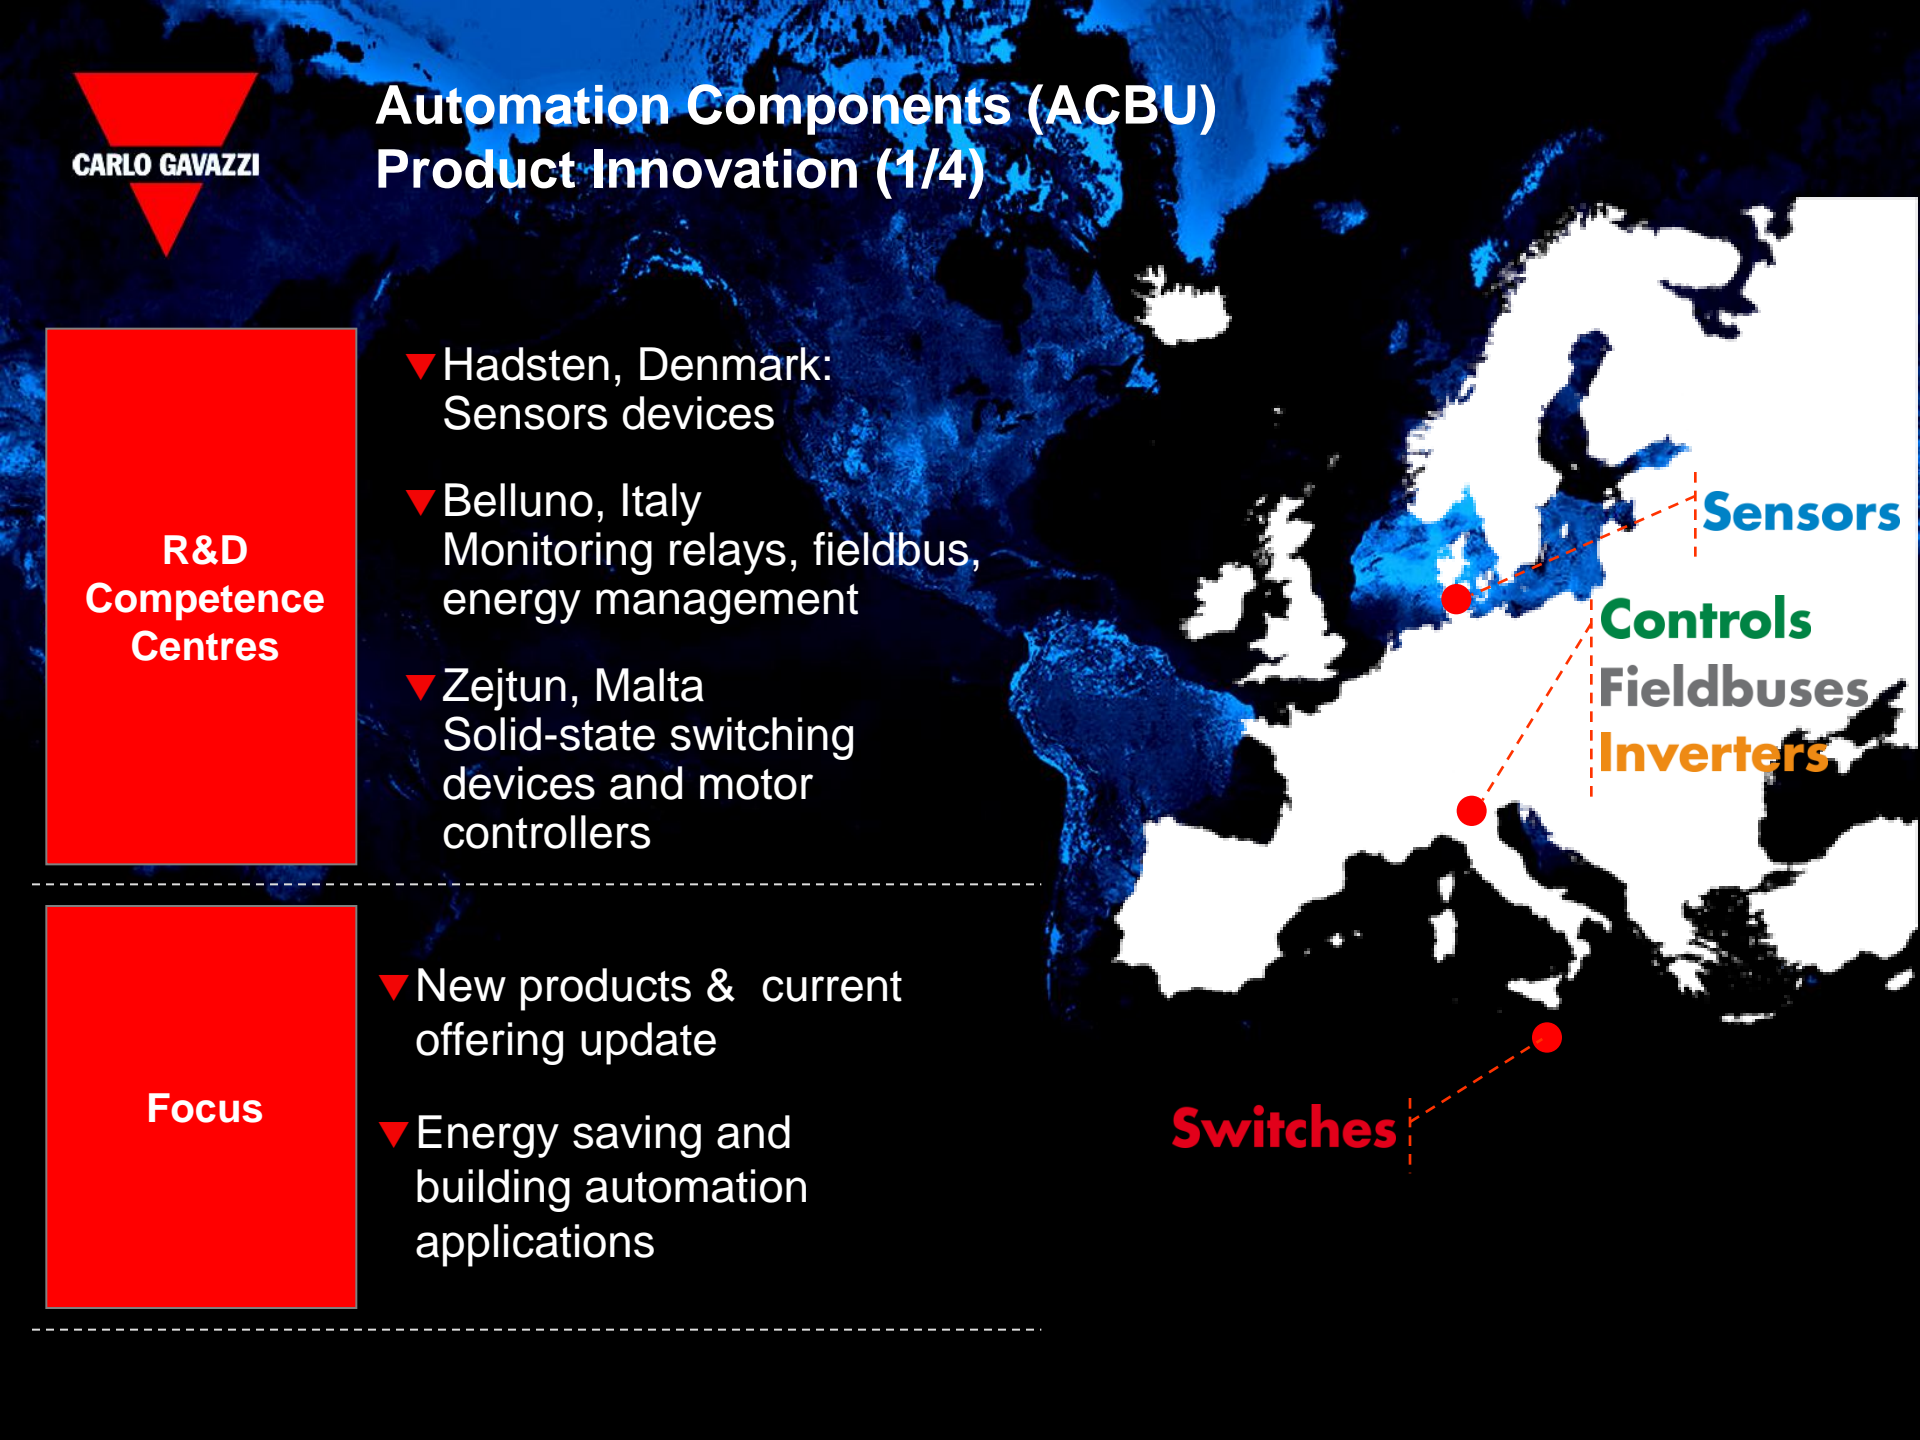 CARLO GAVAZZI
Automation Components (ACBU)
Product Innovation (1/4)
R&D
Competence
Centres
Hadsten, Denmark:
Sensors devices
Belluno, Italy
Monitoring relays, fieldbus,
energy management
Zejtun, Malta
Solid-state switching
devices and motor
controllers
Sensors
Controls
Fieldbuses
Inverters
Switches
Focus
New products &  current
offering update
Energy saving and
building automation
applications